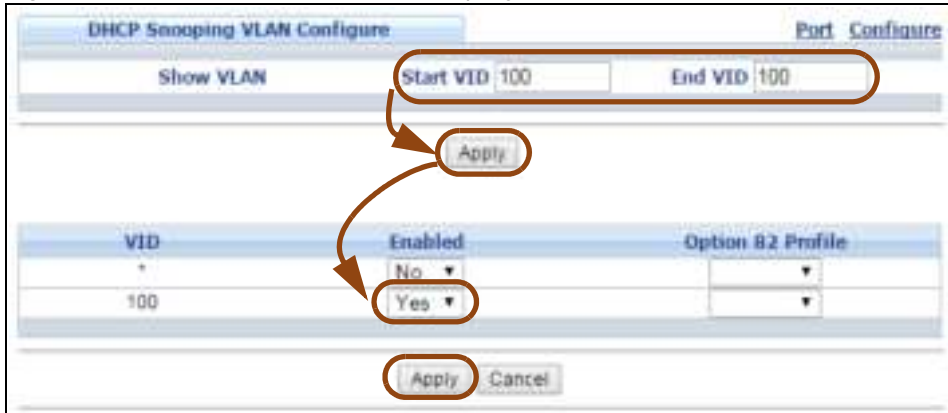 DHCP Snooping VLAN Configure Port Configure
Show VLAN Start VID 100 End VID 100
Apply
VID Enabled Option 82 Profile
* No
100 Yes
Apply Cancel